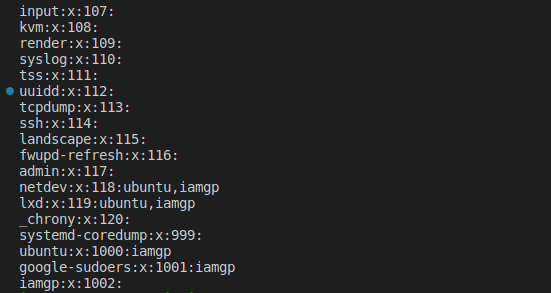 input:x:107:
kvm:x:108:
render:x:109:
syslog:x:110:
tss:x:111:
uuidd:x:112:
tcpdump:x:113:
ssh:x:114:
landscape:x:115:
fwupd-refresh:x:116:
admin:x:117:
netdev:x:118:ubuntu,iamgp
lxd:x:119:ubuntu,iamgp
_chrony:x:120:
systemd-coredump:x:999:
ubuntu:x:1000:iamgp
google-sudoers:x:1001:iamgp
iamgp:x:1002: